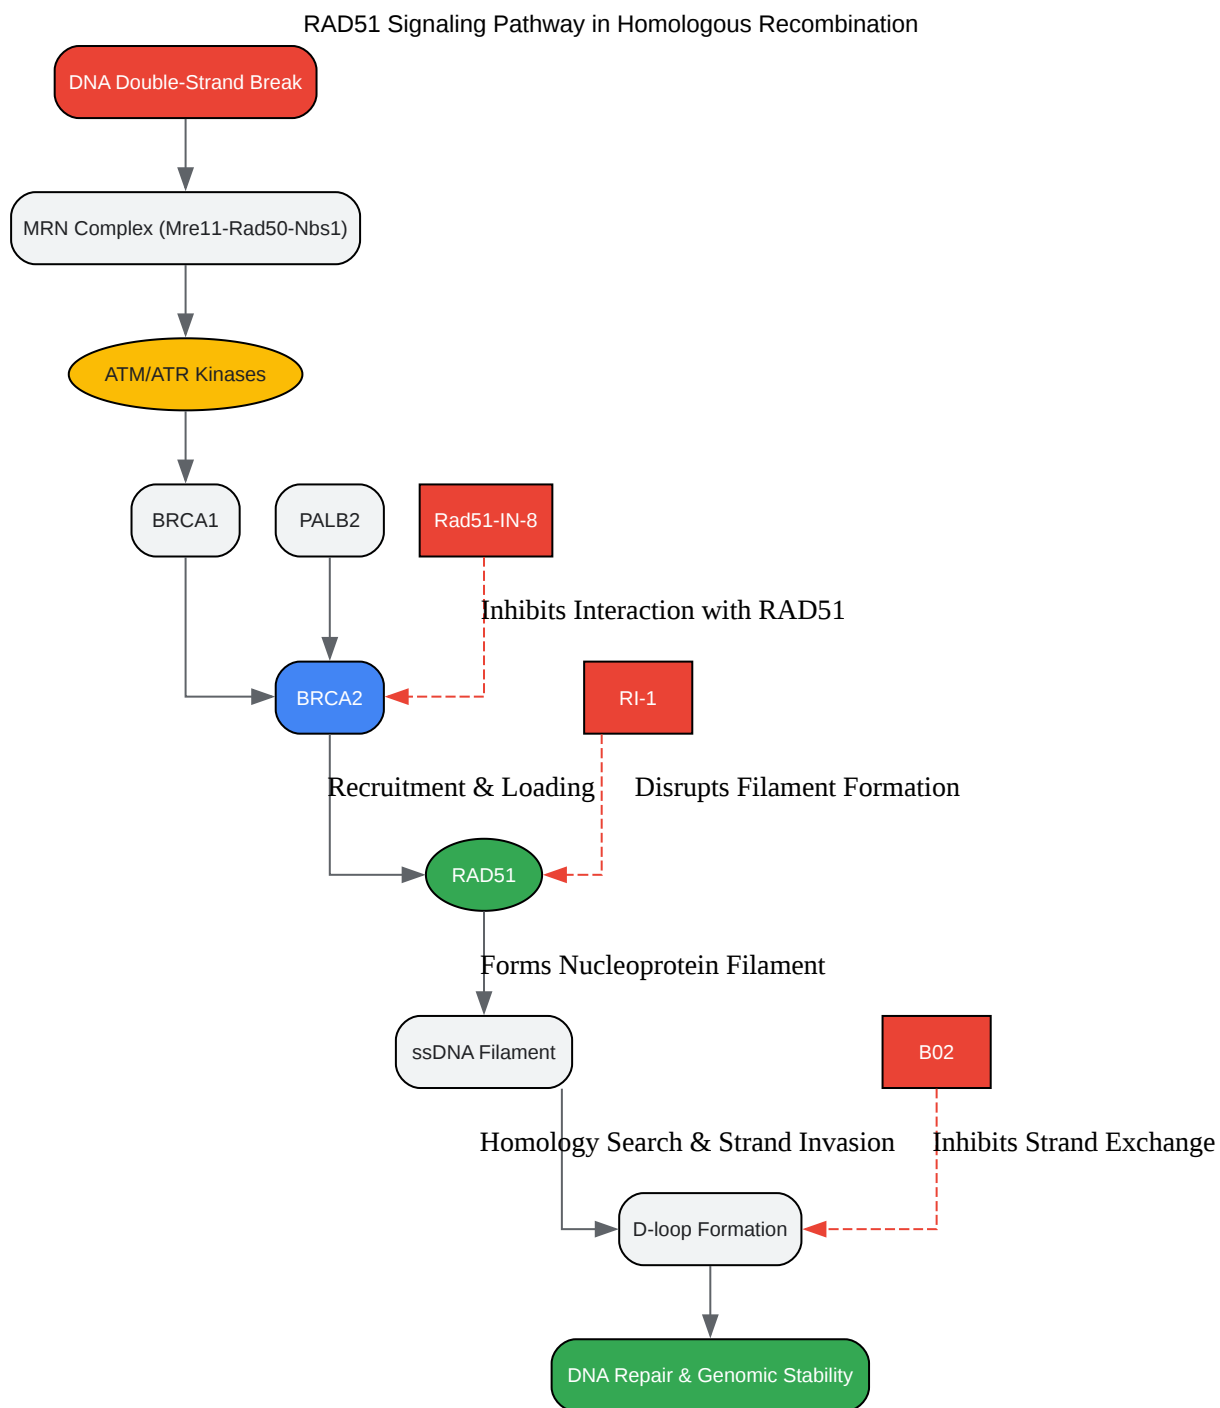 RAD51 Signaling Pathway in Homologous Recombination
DNA Double-Strand Break
MRN Complex (Mre11-Rad50-Nbs1)
ATM/ATR Kinases
BRCA1
PALB2
Rad51-IN-8
Inhibits Interaction with RAD51
BRCA2
RI-1
Recruitment & Loading
Disrupts Filament Formation
RAD51
Forms Nucleoprotein Filament
ssDNA Filament
B02
Homology Search & Strand Invasion
Inhibits Strand Exchange
D-loop Formation
DNA Repair & Genomic Stability